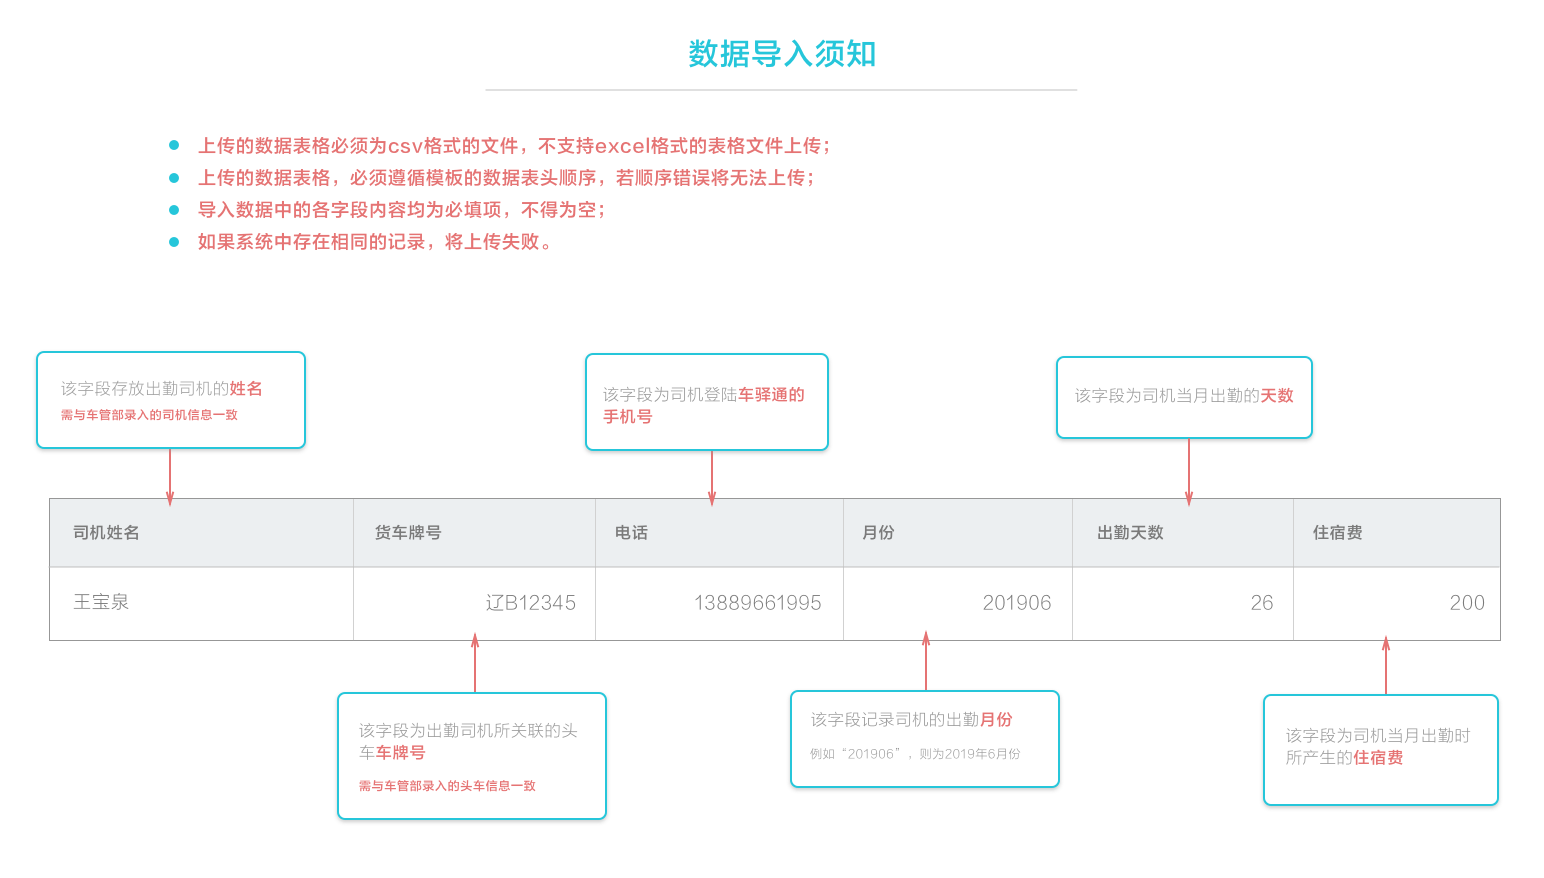 数据导入须知
上传的数据表格必须为csv格式的文件，不支持excel格式的表格文件上传；
上传的数据表格，必须遵循模板的数据表头顺序，若顺序错误将无法上传；
导入数据中的各字段内容均为必填项，不得为空；
如果系统中存在相同的记录，将上传失败。
该字段存放出勤司机的姓名
需与车管部录入的司机信息一致
该字段为司机登陆车驿通的
手机号
该字段为司机当月出勤的天数
司机姓名 货车牌号 电话 月份 出勤天数 住宿费
王宝泉 辽B12345 13889661995 201906 26 200
该字段为出勤司机所关联的头
车车牌号
需与车管部录入的头车信息一致
该字段记录司机的出勤月份
例如“201906”，则为2019年6月份
该字段为司机当月出勤时
所产生的住宿费